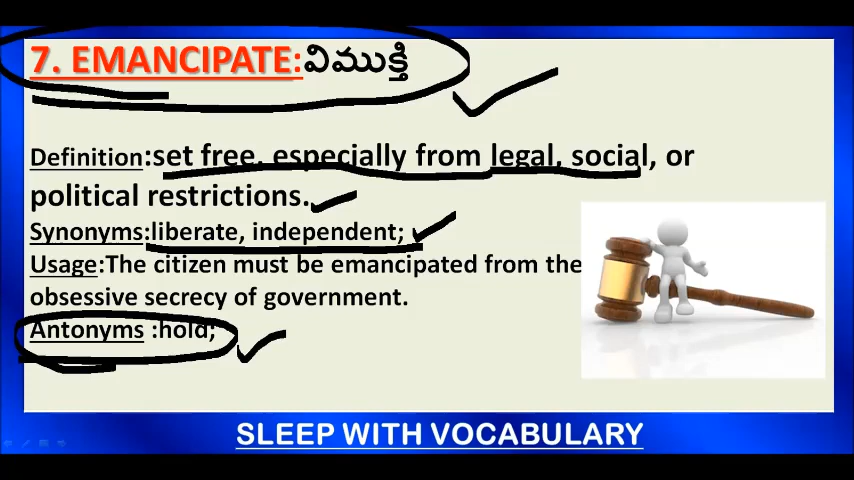 7. EMANCIPATE:విముక్తి
Definition:set free, especially from legal, social, or
political restrictions.
Synonyms:liberate, independent;
Usage:The citizen must be emancipated from the
obsessive secrecy of government.
Antonyms :hold;
SLEEP WITH VOCABULARY